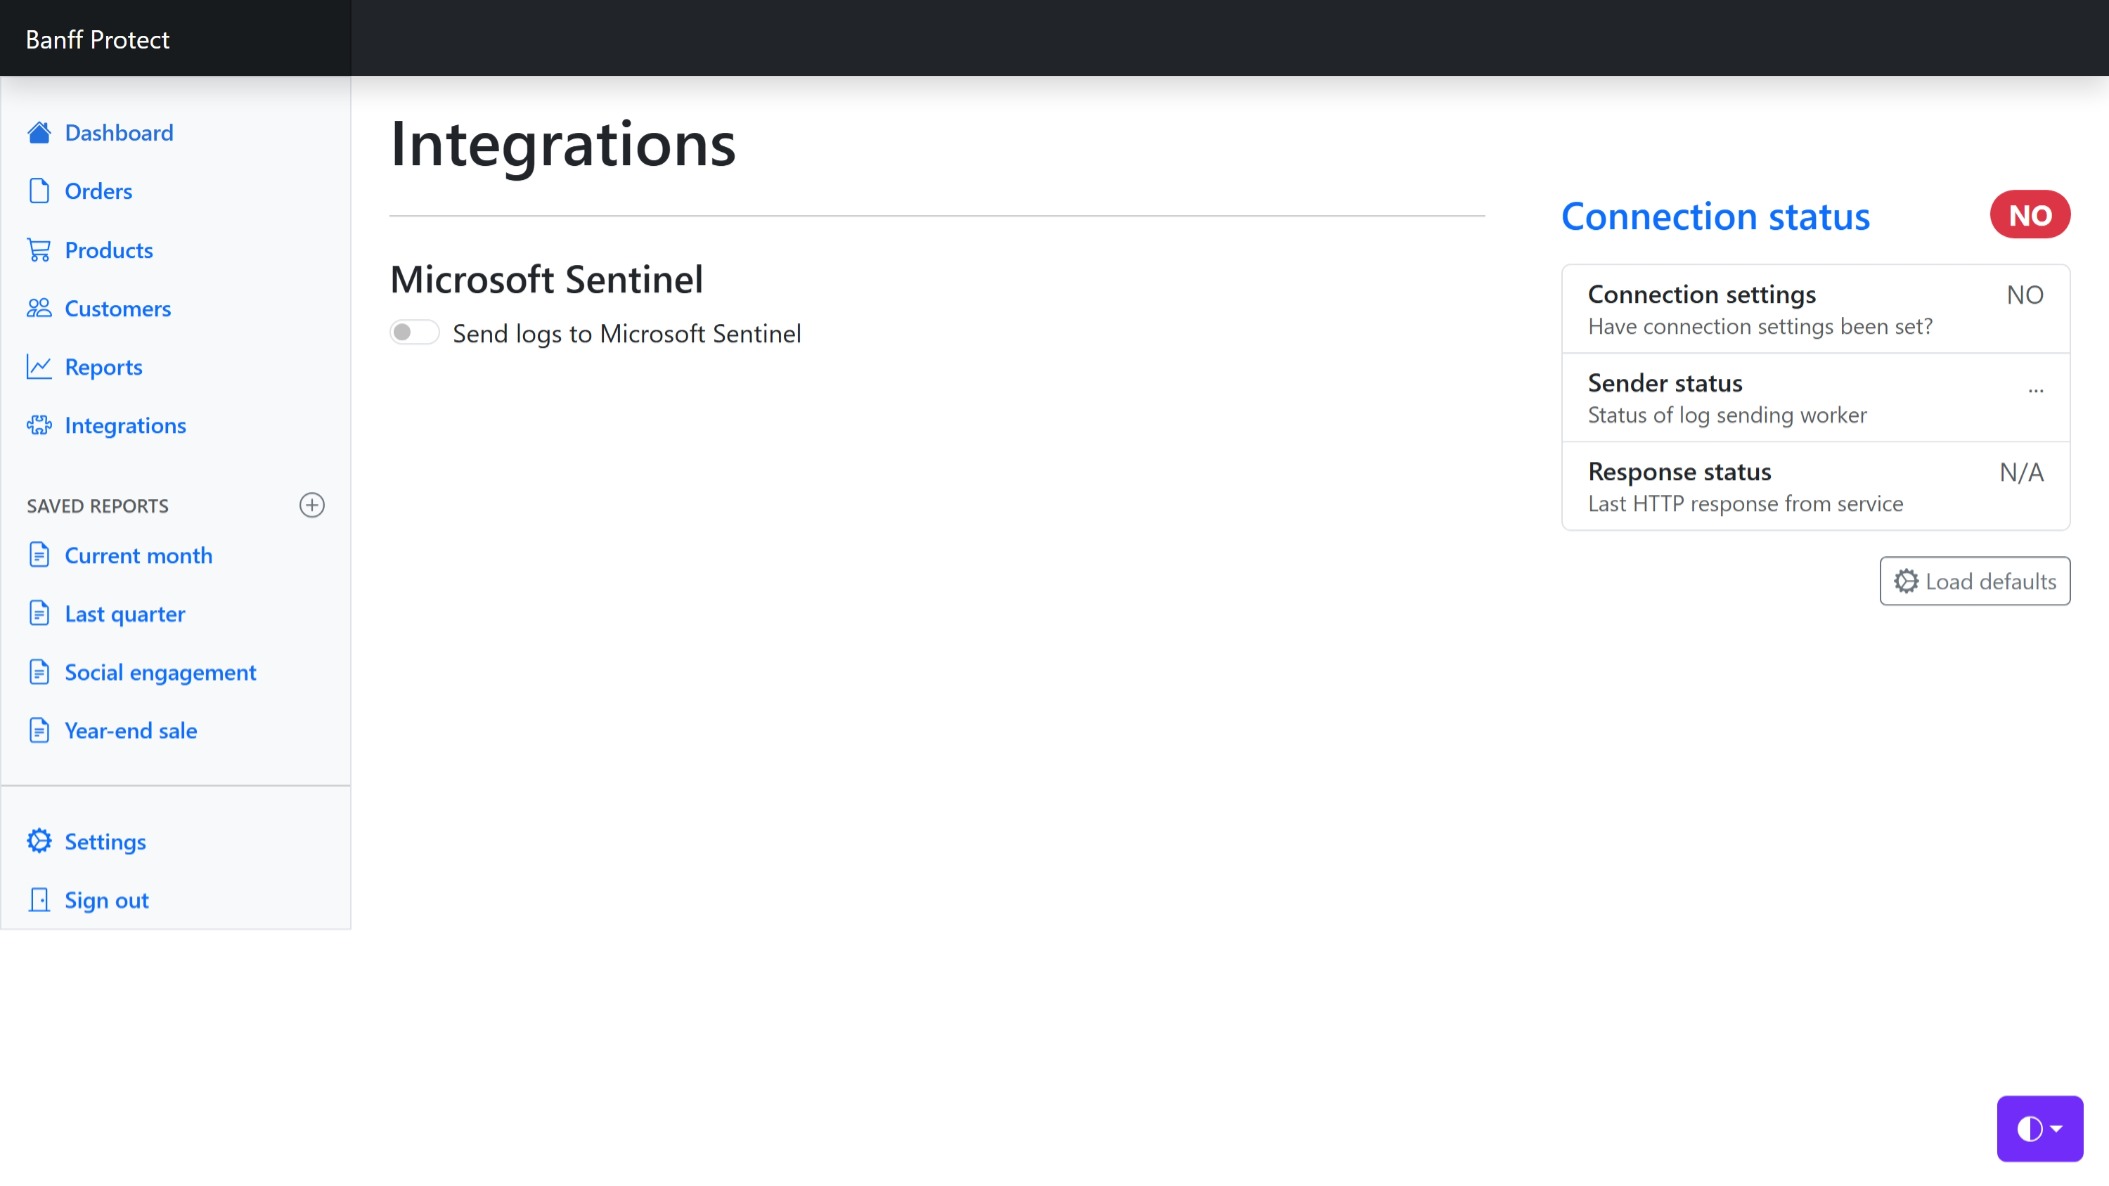 Banff Protect
Dashboard
Orders
Products
Customers
Reports
Integrations
SAVED REPORTS
Current month
Last quarter
Social engagement
Year-end sale
Settings
Sign out
Integrations
Microsoft Sentinel
Send logs to Microsoft Sentinel
Connection status NO
Connection settings NO
Have connection settings been set?
Sender status ...
Status of log sending worker
Response status N/A
Last HTTP response from service
Load defaults